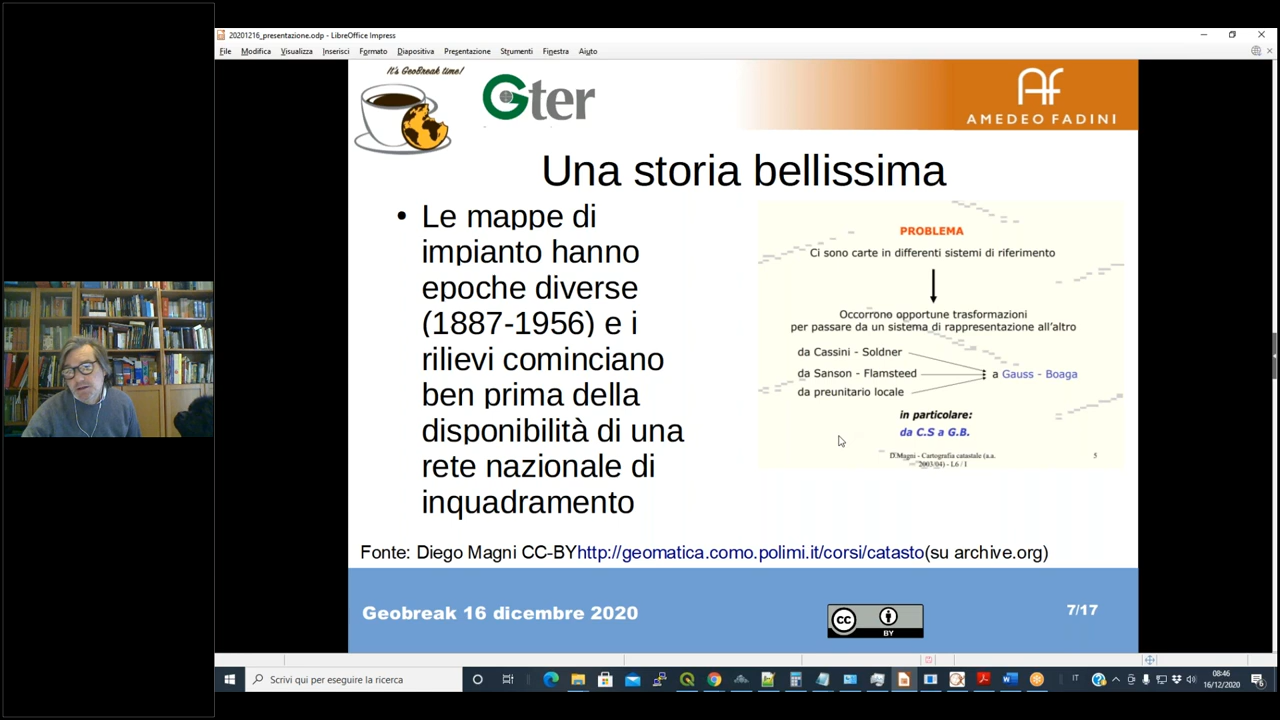 20201216_presentazione.odp - LibreOffice Impress
File Modifica Visualizza Inserisci Formato Diapositiva Presentazione Strumenti Finestra Aiuto
It's GeoBreak time!
Gter
AF
AMEDEO FADINI
Una storia bellissima
• Le mappe di
impianto hanno
epoche diverse
(1887-1956) e i
rilievi cominciano
ben prima della
disponibilità di una
rete nazionale di
inquadramento
PROBLEMA
Ci sono carte in differenti sistemi di riferimento
Occorrono opportune trasformazioni
per passare da un sistema di rappresentazione all'altro
da Cassini - Soldner
da Sanson - Flamsteed
a Gauss - Boaga
da preunitario locale
in particolare:
da C.S a G.B.
D.Magni - Cartografia catastale (a.a.
2003/04) - L6 / 1
5
Fonte: Diego Magni CC-BYhttp://geomatica.como.polimi.it/corsi/catasto(su archive.org)
Geobreak 16 dicembre 2020
cc
BY
7/17
Scrivi qui per eseguire la ricerca
IT
08:46
16/12/2020
6